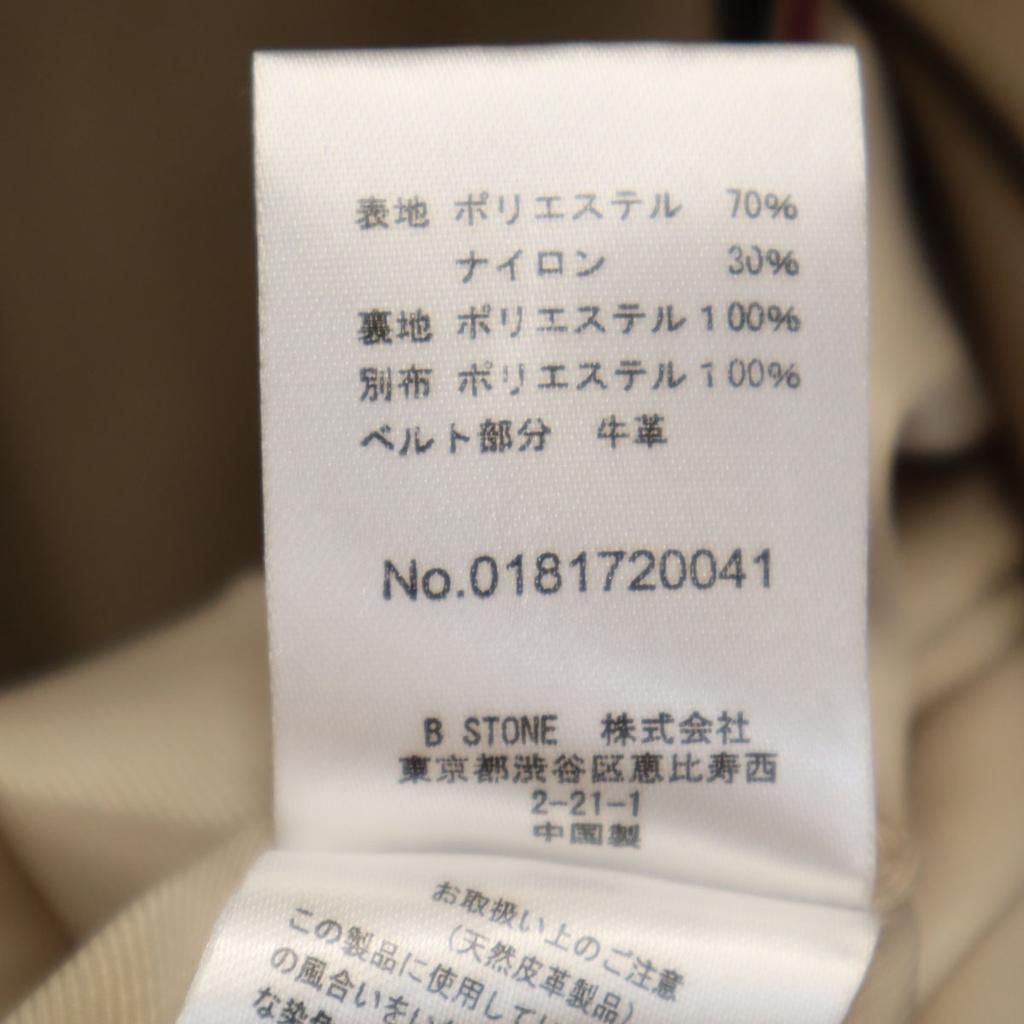 表地 ポリエステル 70%
ナイロン 30%
裏地 ポリエステル 100%
別布 ポリエステル 100%
ベルト部分 牛革
No.0181720041
B STONE 株式会社
東京都渋谷区恵比寿西
2-21-1
中国製
お取扱い上のご注意
(天然皮革製品)
この製品に使用して
の風合いをい
な染